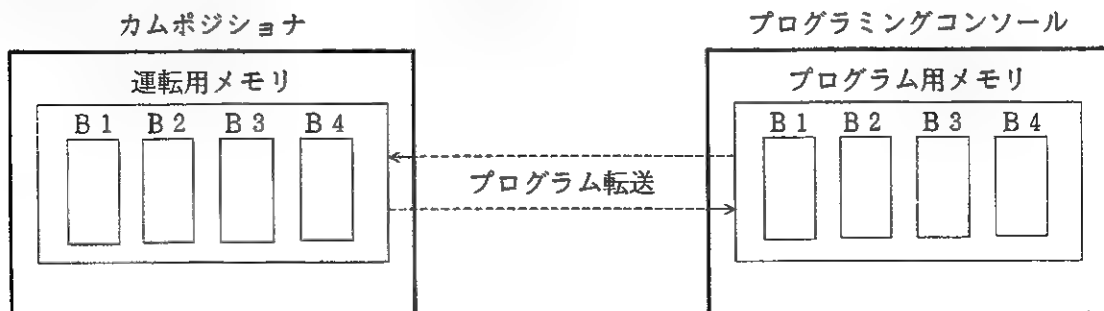 カムポジショナ
プログラミングコンソール
運転用メモリ
プログラム用メモリ
B1 B2 B3 B4
B1 B2 B3 B4
プログラム転送